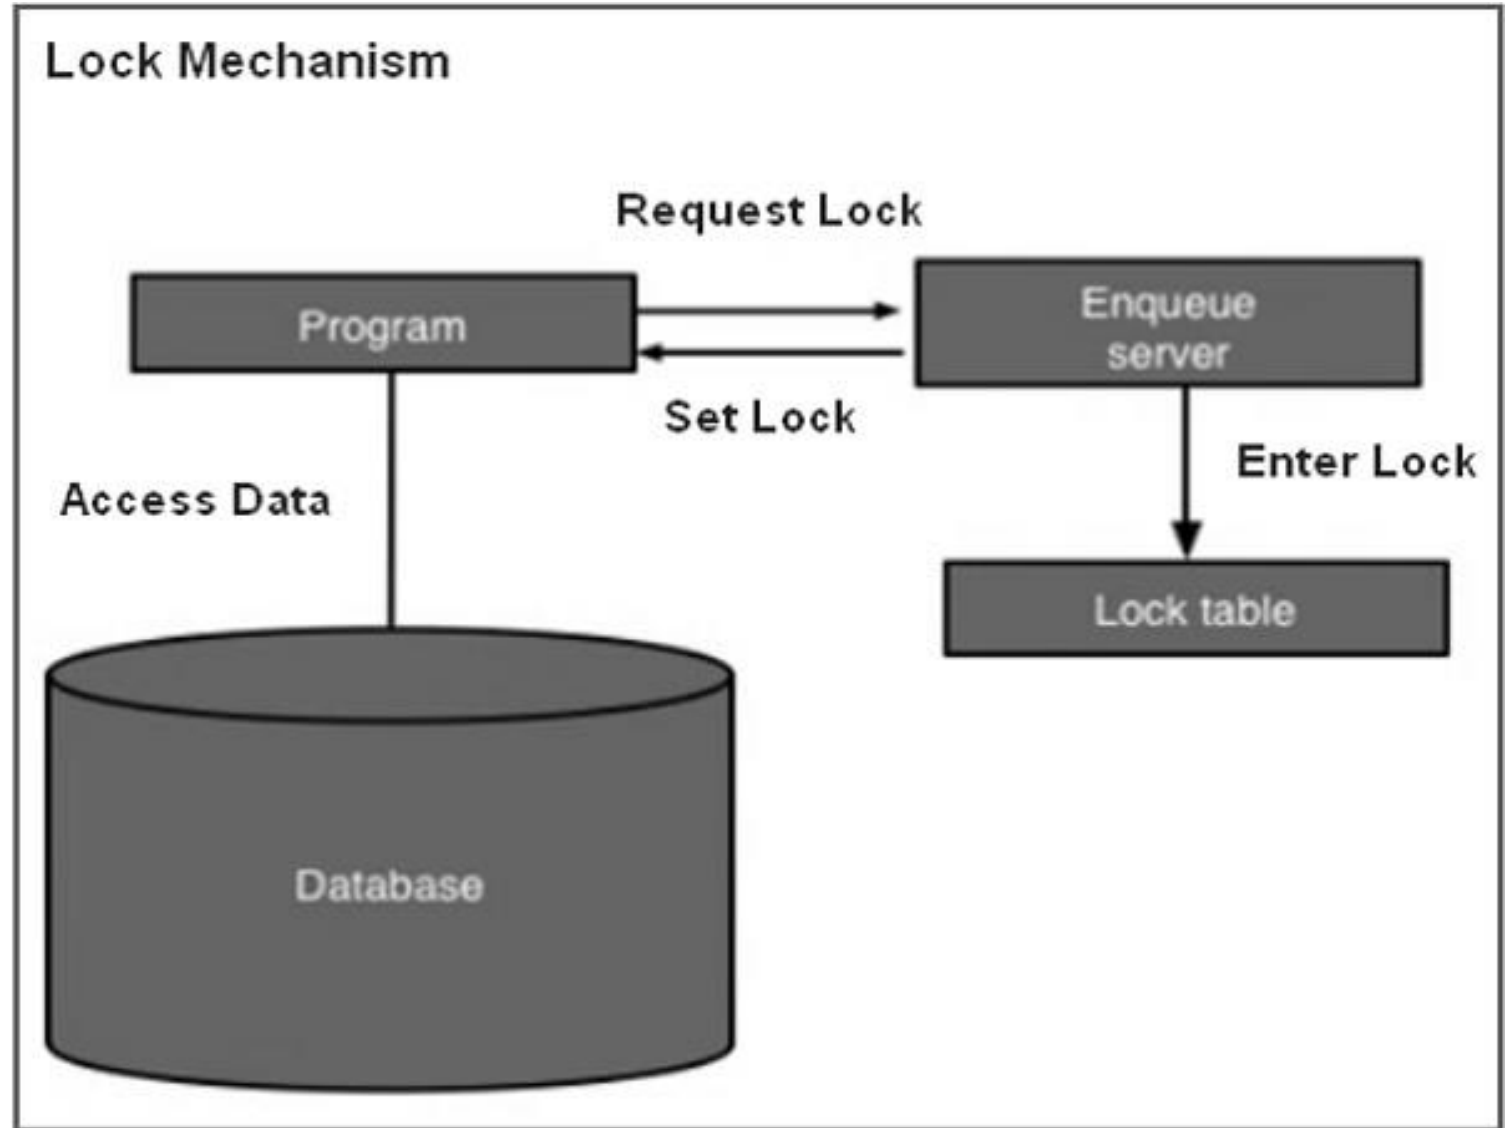 Lock Mechanism
Request Lock
Program
Enqueue
server
Set Lock
Access Data
Enter Lock
Lock table
Database